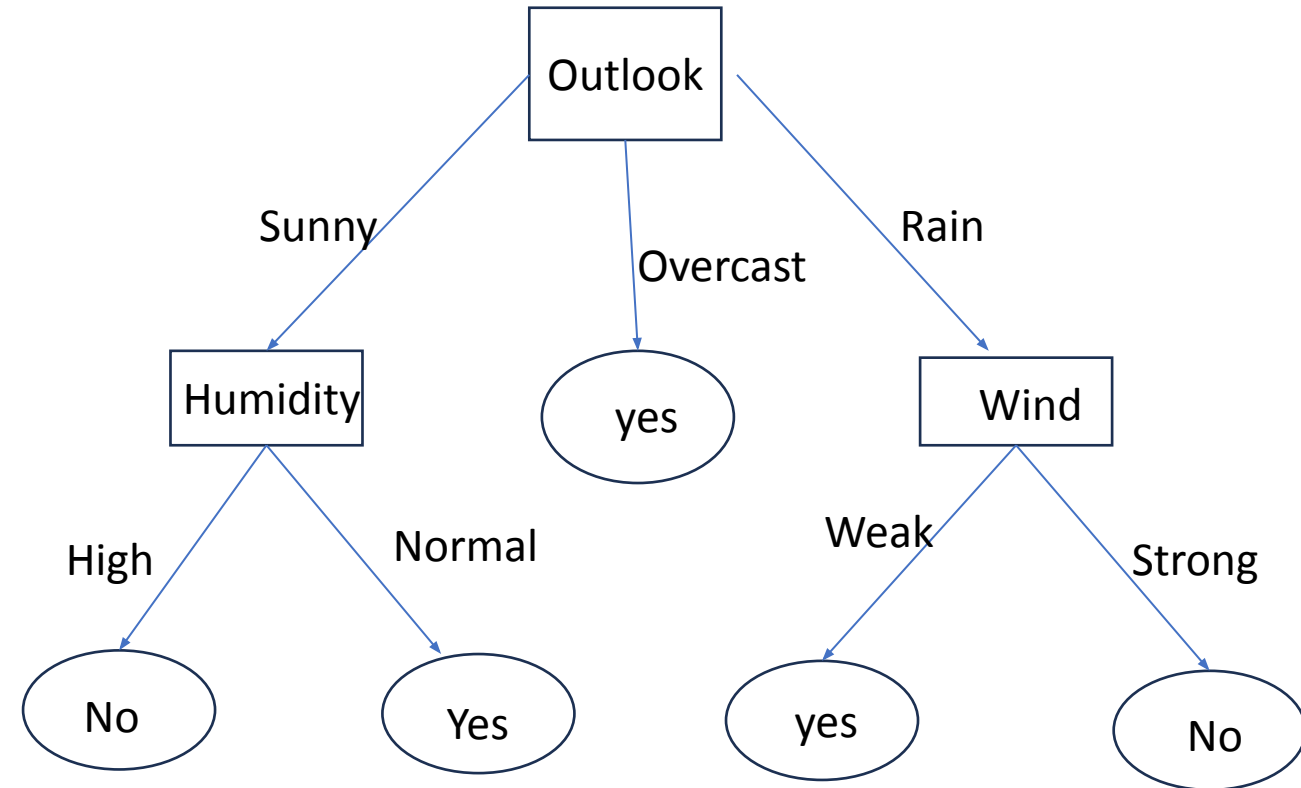 Outlook
Sunny
Rain
Overcast
Humidity
yes
Wind
High
Normal
Weak
Strong
No
Yes
yes
No